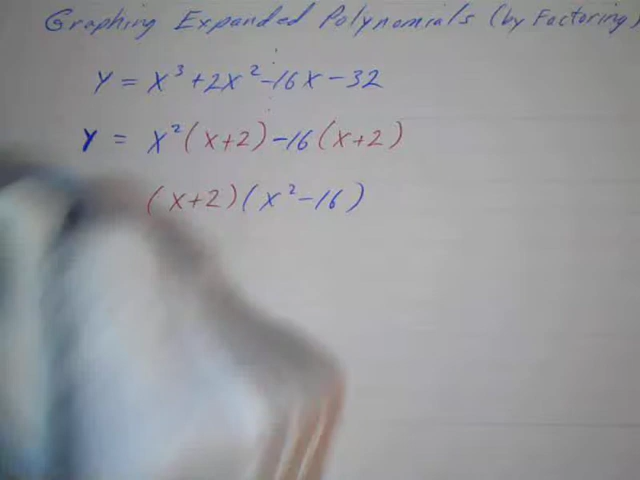 Graphing Expanded Polynomials (by Factoring)
y = x³ + 2x² - 16x - 32
y = x² (x+2) - 16 (x+2)
(x+2)(x² - 16)